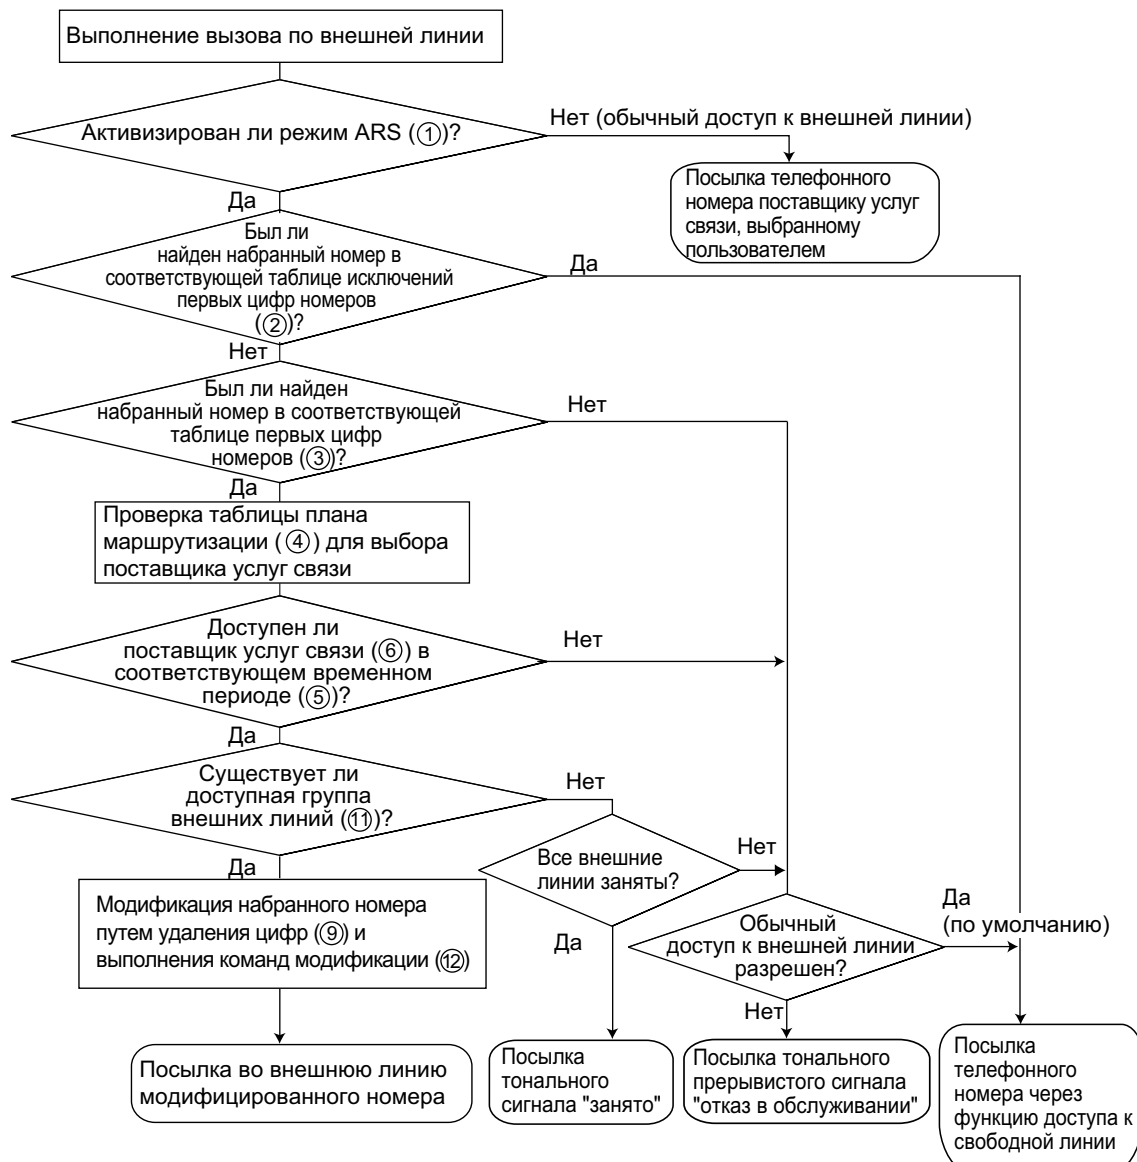 Выполнение вызова по внешней линии
Активизирован ли режим ARS (①)?
Нет (обычный доступ к внешней линии)
Посылка телефонного
номера поставщику услуг
связи, выбранному
пользователем
Да
Был ли
найден набранный номер в
соответствующей таблице исключений
первых цифр номеров
(②)?
Да
Нет
Был ли найден
набранный номер в соответствующей
таблице первых цифр
номеров (③)?
Нет
Да
Проверка таблицы плана
маршрутизации (④) для выбора
поставщика услуг связи
Доступен ли
поставщик услуг связи (⑥) в
соответствующем временном
периоде (⑤)?
Нет
Да
Существует ли
доступная группа
внешних линий (⑪)?
Нет
Да
Все внешние
линии заняты?
Нет
Да
Модификация набранного номера
путем удаления цифр (⑨) и
выполнения команд модификации (⑫)
Обычный
доступ к внешней линии
разрешен?
Да
(по умолчанию)
Нет
Посылка во внешнюю линию
модифицированного номера
Посылка
тонального
сигнала "занято"
Посылка тонального
прерывистого сигнала
"отказ в обслуживании"
Посылка
телефонного
номера через
функцию доступа к
свободной линии